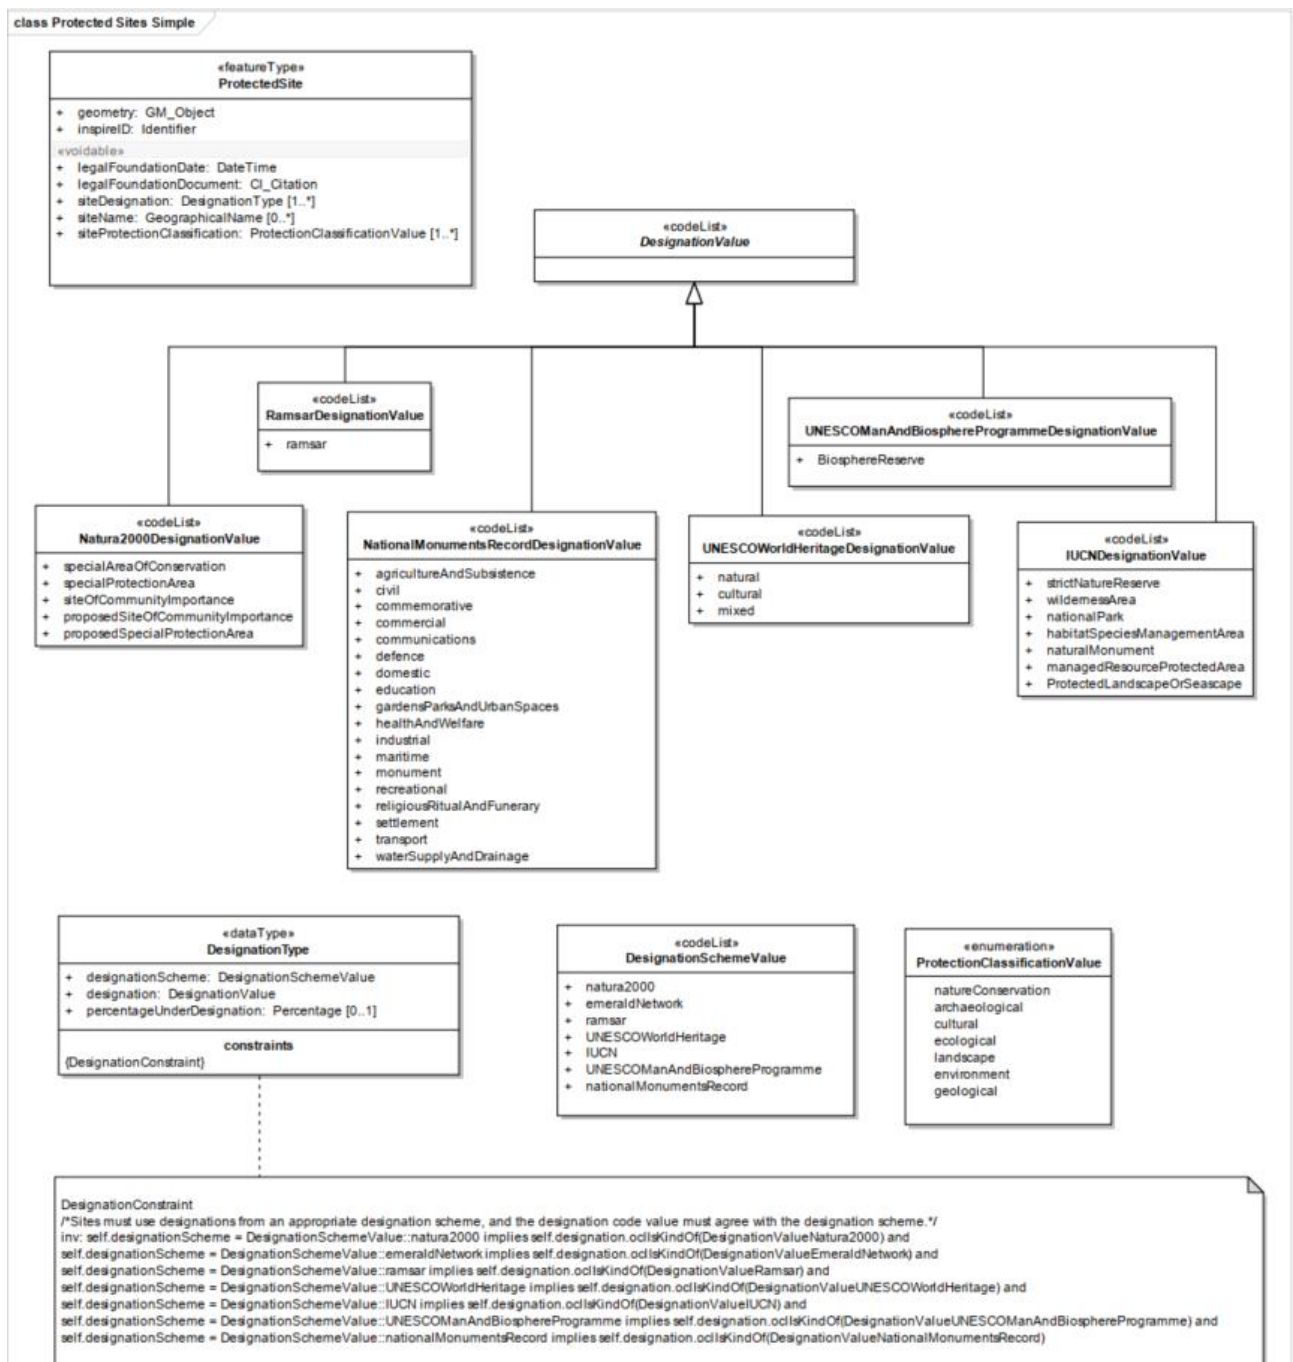 class Protected Sites Simple
«featureType»
ProtectedSite
+ geometry: GM_Object
+ inspireID: Identifier
«voidable»
+ legalFoundationDate: DateTime
+ legalFoundationDocument: CI_Citation
+ siteDesignation: DesignationType [1..*]
+ siteName: GeographicalName [0..*]
+ siteProtectionClassification: ProtectionClassificationValue [1..*]
«codeList»
DesignationValue
«codeList»
RamsarDesignationValue
+ ramsar
«codeList»
UNESCOManAndBiosphereProgrammeDesignationValue
+ BiosphereReserve
«codeList»
Natura2000DesignationValue
+ specialAreaOfConservation
+ specialProtectionArea
+ siteOfCommunityImportance
+ proposedSiteOfCommunityImportance
+ proposedSpecialProtectionArea
«codeList»
NationalMonumentsRecordDesignationValue
+ agricultureAndSubsistence
+ civil
+ commemorative
+ commercial
+ communications
+ defence
+ domestic
+ education
+ gardensParksAndUrbanSpaces
+ healthAndWelfare
+ industrial
+ maritime
+ monument
+ recreational
+ religiousRitualAndFunerary
+ settlement
+ transport
+ waterSupplyAndDrainage
«codeList»
UNESCOWorldHeritageDesignationValue
+ natural
+ cultural
+ mixed
«codeList»
IUCNDesignationValue
+ strictNatureReserve
+ wildernessArea
+ nationalPark
+ habitatSpeciesManagementArea
+ naturalMonument
+ managedResourceProtectedArea
+ ProtectedLandscapeOrSeascape
«dataType»
DesignationType
+ designationScheme: DesignationSchemeValue
+ designation: DesignationValue
+ percentageUnderDesignation: Percentage [0..1]
constraints
{DesignationConstraint}
«codeList»
DesignationSchemeValue
+ natura2000
+ emeraldNetwork
+ ramsar
+ UNESCOWorldHeritage
+ IUCN
+ UNESCOManAndBiosphereProgramme
+ nationalMonumentsRecord
«enumeration»
ProtectionClassificationValue
natureConservation
archaeological
cultural
ecological
landscape
environment
geological
DesignationConstraint
/*Sites must use designations from an appropriate designation scheme, and the designation code value must agree with the designation scheme.*/
inv: self.designationScheme = DesignationSchemeValue::natura2000 implies self.designation.oclIsKindOf(DesignationValueNatura2000) and
self.designationScheme = DesignationSchemeValue::emeraldNetwork implies self.designation.oclIsKindOf(DesignationValueEmeraldNetwork) and
self.designationScheme = DesignationSchemeValue::ramsar implies self.designation.oclIsKindOf(DesignationValueRamsar) and
self.designationScheme = DesignationSchemeValue::UNESCOWorldHeritage implies self.designation.oclIsKindOf(DesignationValueUNESCOWorldHeritage) and
self.designationScheme = DesignationSchemeValue::IUCN implies self.designation.oclIsKindOf(DesignationValueIUCN) and
self.designationScheme = DesignationSchemeValue::UNESCOManAndBiosphereProgramme implies self.designation.oclIsKindOf(DesignationValueUNESCOManAndBiosphereProgramme) and
self.designationScheme = DesignationSchemeValue::nationalMonumentsRecord implies self.designation.oclIsKindOf(DesignationValueNationalMonumentsRecord)